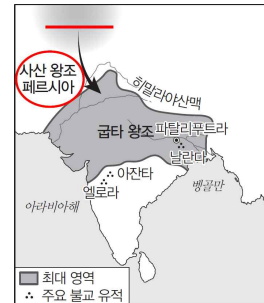 사산 왕조
페르시아
히말라야산맥
굽타 왕조
파탈리푸트라
날란다
아잔타
엘로라
벵골만
아라비아해
최대 영역
주요 불교 유적